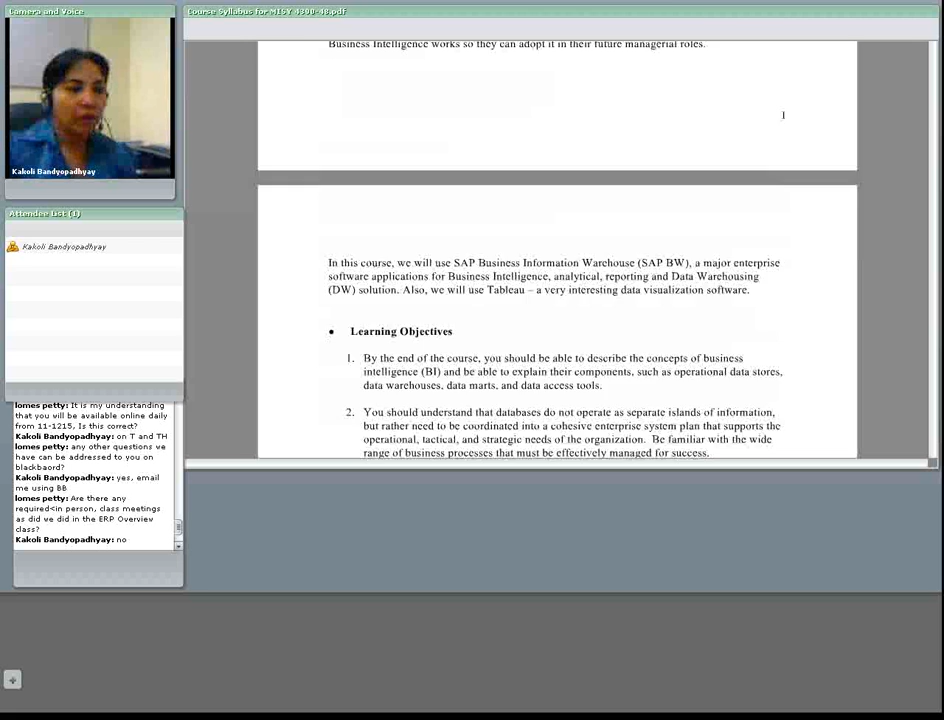 Camera and Voice
Kakoli Bandyopadhyay
Attendee List (1)
Kakoli Bandyopadhyay
lomes petty: It is my understanding
that you will be available online daily
from 11-1215, Is this correct?
Kakoli Bandyopadhyay: on T and TH
lomes petty: any other questions we
have can be addressed to you on
blackbaord?
Kakoli Bandyopadhyay: yes, email
me using BB
lomes petty: Are there any
required<in person, class meetings
as did we did in the ERP Overview
class?
Kakoli Bandyopadhyay: no
Course Syllabus for MISY 4300-48.pdf
Business Intelligence works so they can adopt it in their future managerial roles.
1
In this course, we will use SAP Business Information Warehouse (SAP BW), a major enterprise
software applications for Business Intelligence, analytical, reporting and Data Warehousing
(DW) solution. Also, we will use Tableau – a very interesting data visualization software.
• Learning Objectives
1. By the end of the course, you should be able to describe the concepts of business
intelligence (BI) and be able to explain their components, such as operational data stores,
data warehouses, data marts, and data access tools.
2. You should understand that databases do not operate as separate islands of information,
but rather need to be coordinated into a cohesive enterprise system plan that supports the
operational, tactical, and strategic needs of the organization. Be familiar with the wide
range of business processes that must be effectively managed for success.